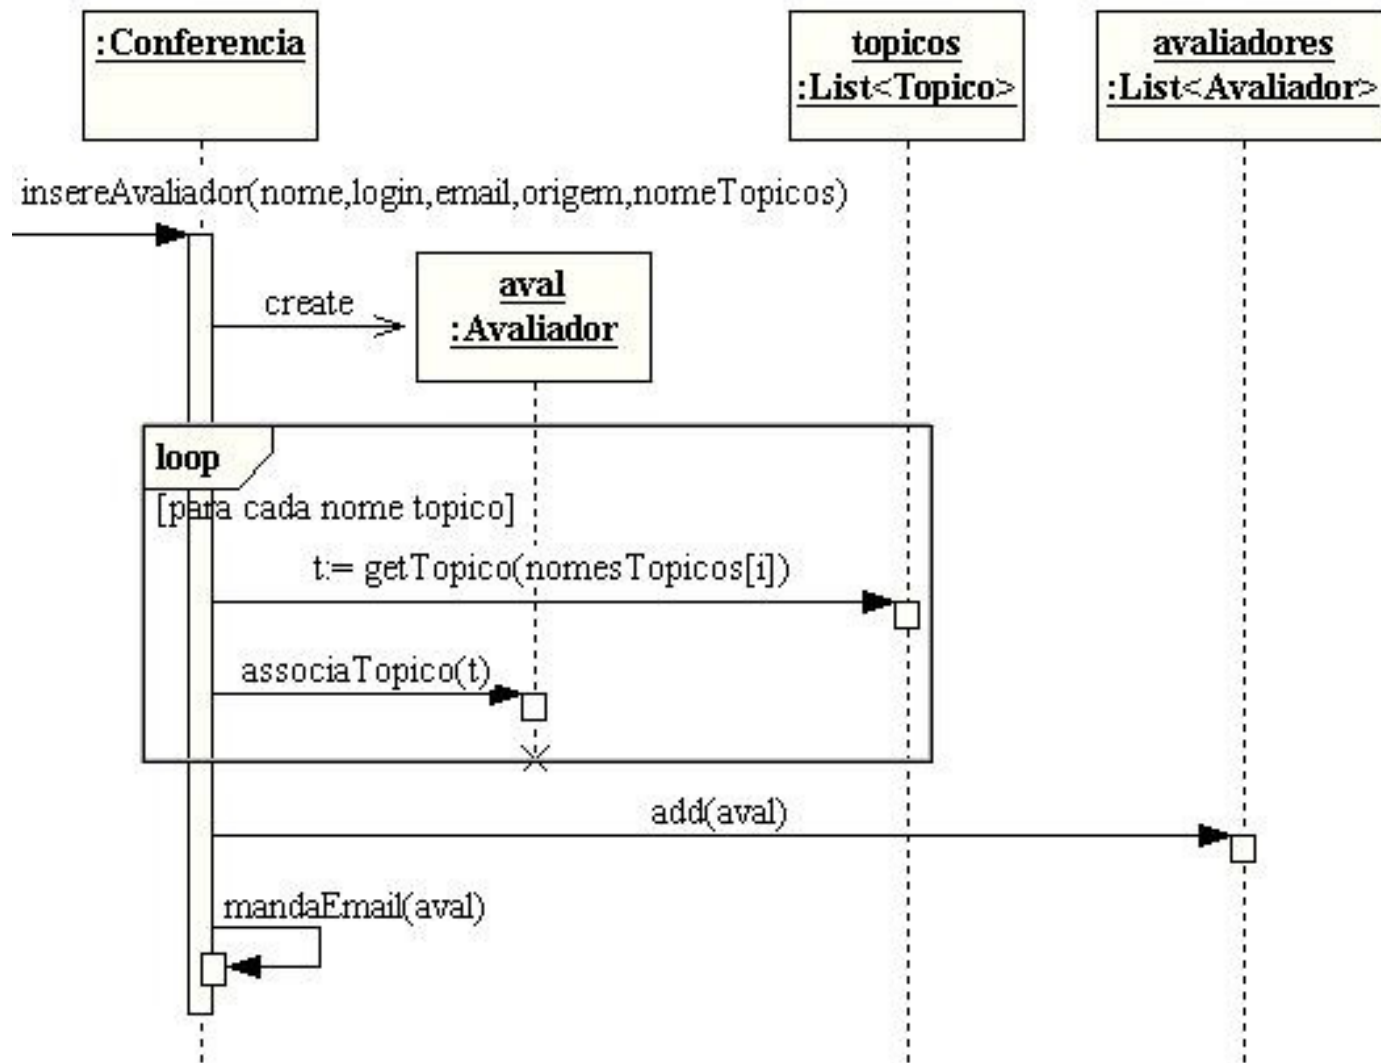 :Conferencia
topicos
:List<Topico>
avaliadores
:List<Avaliador>
insereAvaliador(nome,login,email,origem,nomeTopicos)
create
aval
:Avaliador
loop
[para cada nome topico]
t:= getTopico(nomesTopicos[i])
associaTopico(t)
add(aval)
mandaEmail(aval)